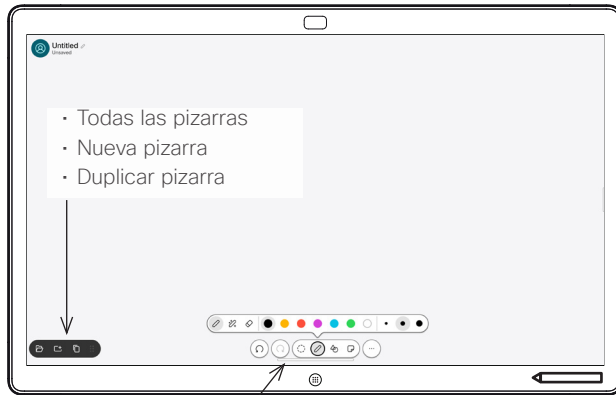 Untitled
Unsaved
· Todas las pizarras
· Nueva pizarra
· Duplicar pizarra